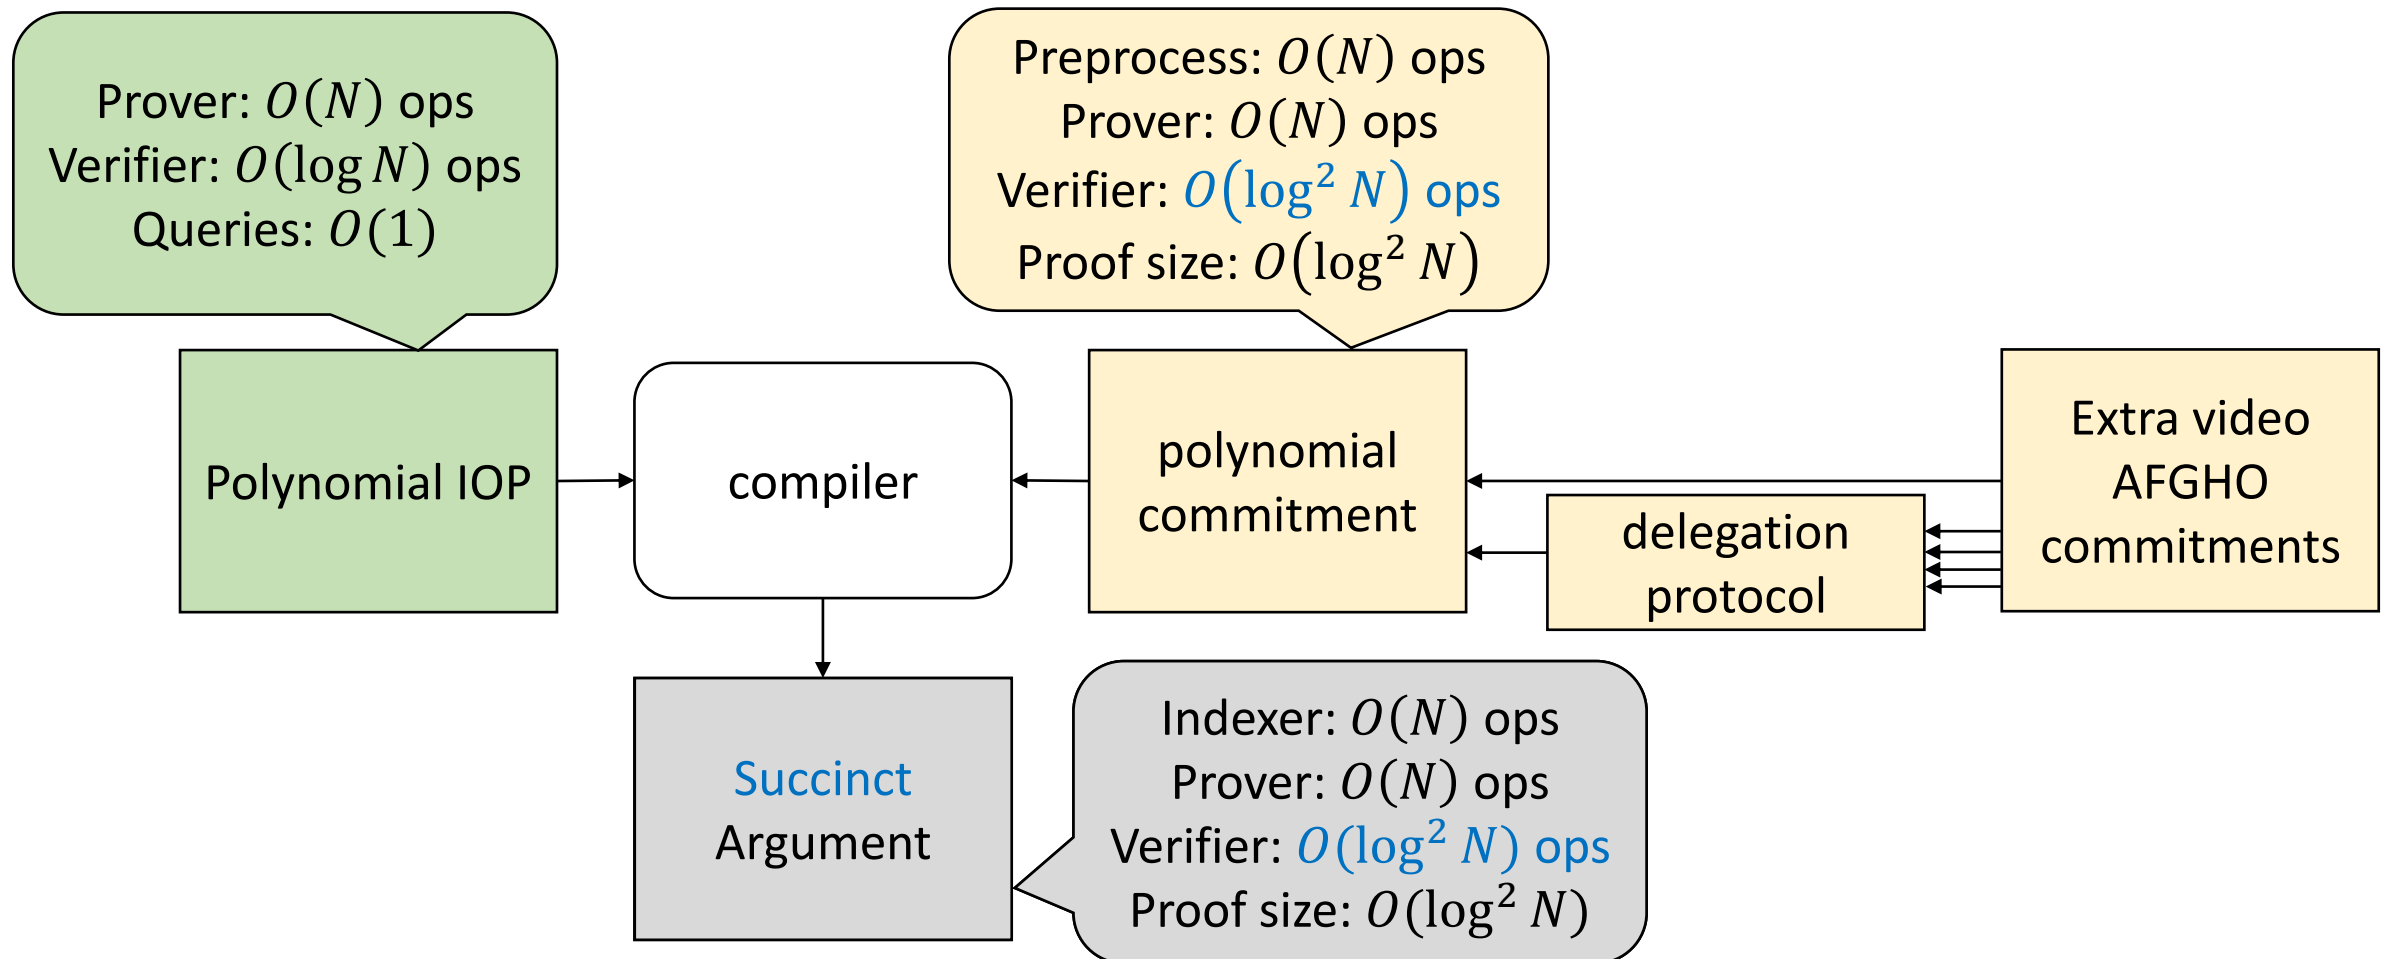 Prover: O(N) ops
Verifier: O(log N) ops
Queries: O(1)
Preprocess: O(N) ops
Prover: O(N) ops
Verifier: O(log² N) ops
Proof size: O(log² N)
Polynomial IOP
compiler
polynomial
commitment
delegation
protocol
Extra video
AFGHO
commitments
Succinct
Argument
Indexer: O(N) ops
Prover: O(N) ops
Verifier: O(log² N) ops
Proof size: O(log² N)